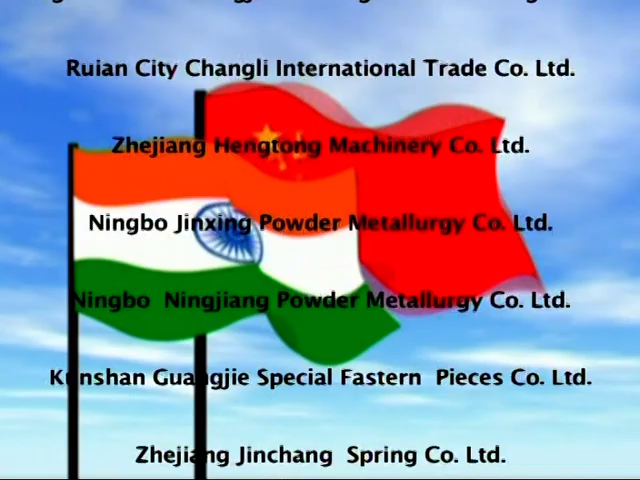 Ruian City Changli International Trade Co. Ltd.
Zhejiang Hengtong Machinery Co. Ltd.
Ningbo Jinxing Powder Metallurgy Co. Ltd.
Ningbo Ningjiang Powder Metallurgy Co. Ltd.
Kunshan Guangjie Special Fastern Pieces Co. Ltd.
Zhejiang Jinchang Spring Co. Ltd.